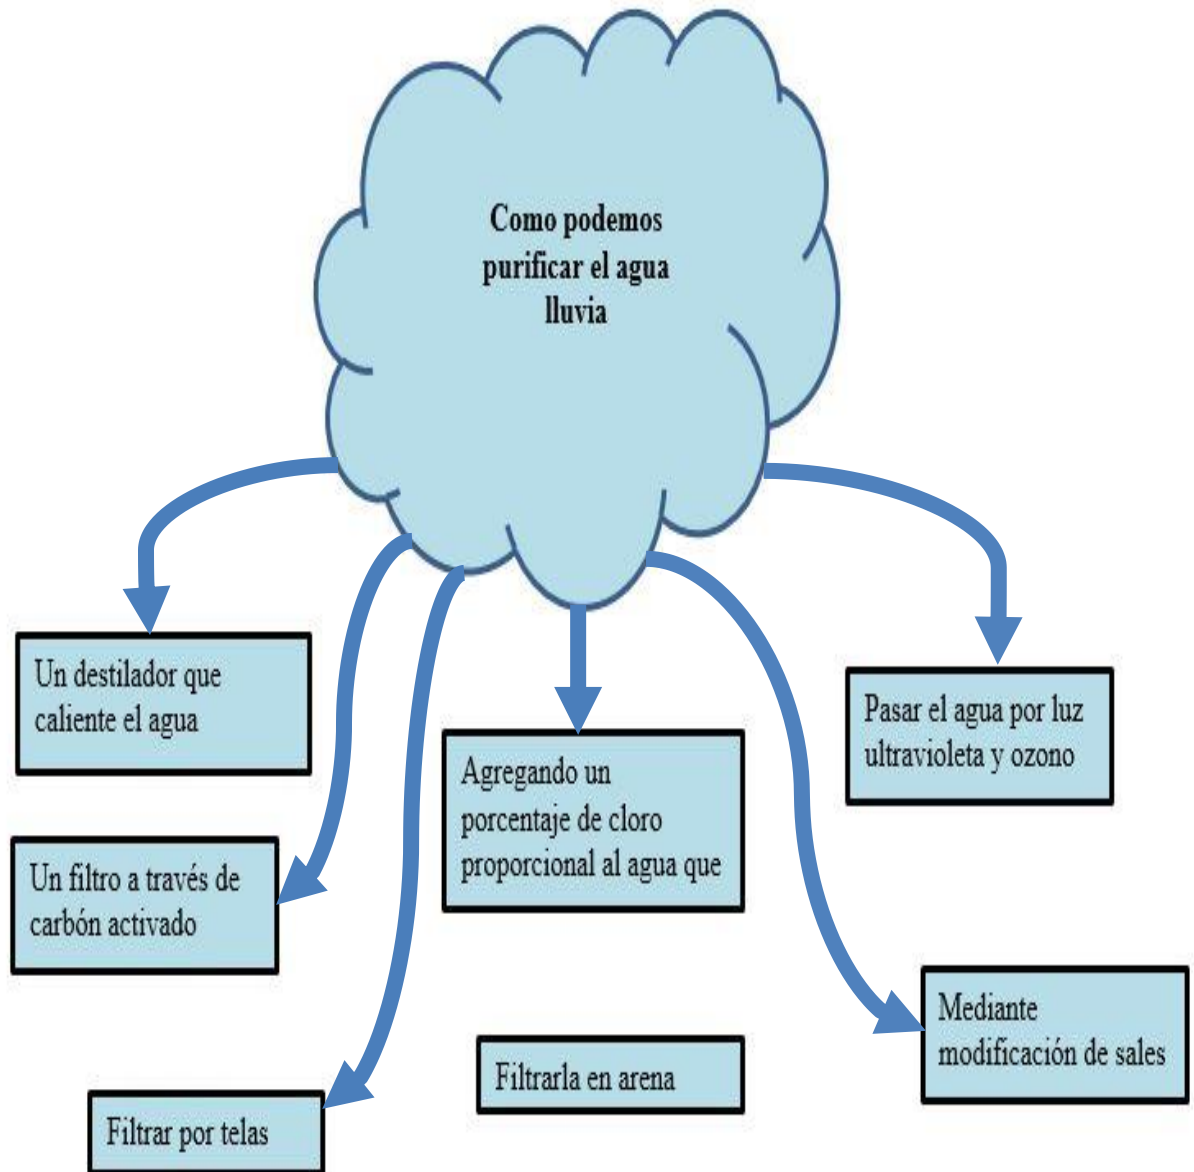 Como podemos
purificar el agua
lluvia
Un destilador que
caliente el agua
Pasar el agua por luz
ultravioleta y ozono
Agregando un
porcentaje de cloro
proporcional al agua que
Un filtro a través de
carbón activado
Mediante
modificación de sales
Filtrarla en arena
Filtrar por telas